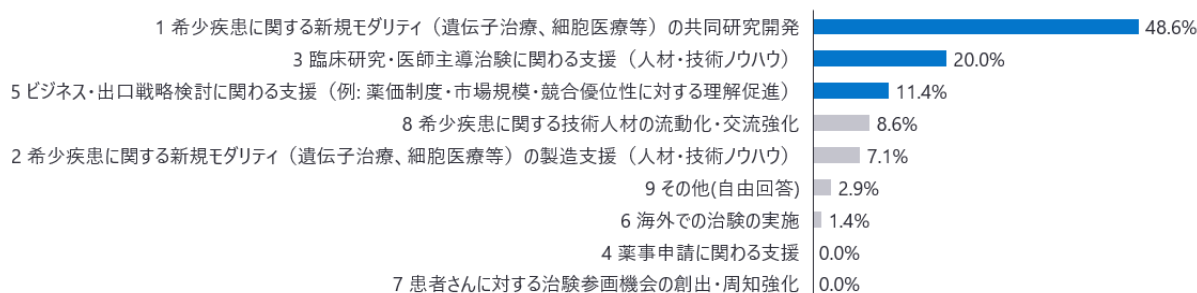 1 希少疾患に関する新規モダリティ（遺伝子治療、細胞医療等）の共同研究開発 48.6%
3 臨床研究・医師主導治験に関わる支援（人材・技術ノウハウ） 20.0%
5 ビジネス・出口戦略検討に関わる支援（例: 薬価制度・市場規模・競合優位性に対する理解促進） 11.4%
8 希少疾患に関する技術人材の流動化・交流強化 8.6%
2 希少疾患に関する新規モダリティ（遺伝子治療、細胞医療等）の製造支援（人材・技術ノウハウ） 7.1%
9 その他(自由回答) 2.9%
6 海外での治験の実施 1.4%
4 薬事申請に関わる支援 0.0%
7 患者さんに対する治験参画機会の創出・周知強化 0.0%